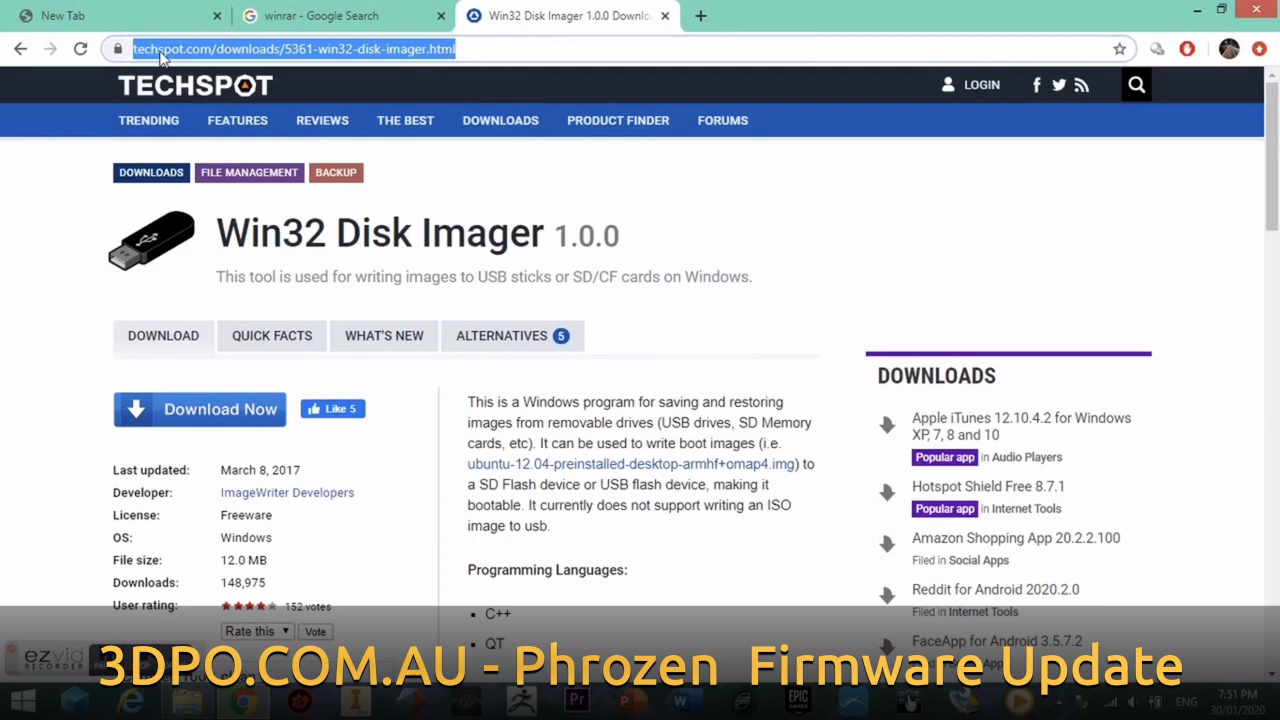 New Tab
winrar - Google Search
Win32 Disk Imager 1.0.0 Downlo
techspot.com/downloads/5361-win32-disk-imager.html
TECHSPOT
LOGIN
TRENDING
FEATURES
REVIEWS
THE BEST
DOWNLOADS
PRODUCT FINDER
FORUMS
DOWNLOADS
FILE MANAGEMENT
BACKUP
Win32 Disk Imager 1.0.0
This tool is used for writing images to USB sticks or SD/CF cards on Windows.
DOWNLOAD
QUICK FACTS
WHAT'S NEW
ALTERNATIVES 5
Download Now
Like 5
Last updated: March 8, 2017
Developer: ImageWriter Developers
License: Freeware
OS: Windows
File size: 12.0 MB
Downloads: 148,975
User rating: 152 votes
Rate this
Vote
This is a Windows program for saving and restoring
images from removable drives (USB drives, SD Memory
cards, etc). It can be used to write boot images (i.e.
ubuntu-12.04-preinstalled-desktop-armhf+omap4.img) to
a SD Flash device or USB flash device, making it
bootable. It currently does not support writing an ISO
image to usb.
Programming Languages:
C++
QT
DOWNLOADS
Apple iTunes 12.10.4.2 for Windows
XP, 7, 8 and 10
Popular app in Audio Players
Hotspot Shield Free 8.7.1
Popular app in Internet Tools
Amazon Shopping App 20.2.2.100
Filed in Social Apps
Reddit for Android 2020.2.0
Filed in Internet Tools
FaceApp for Android 3.5.7.2
ezvid
RECORDER
3DPO.COM.AU - Phrozen Firmware Update
ENG
7:51 PM
30/01/2020